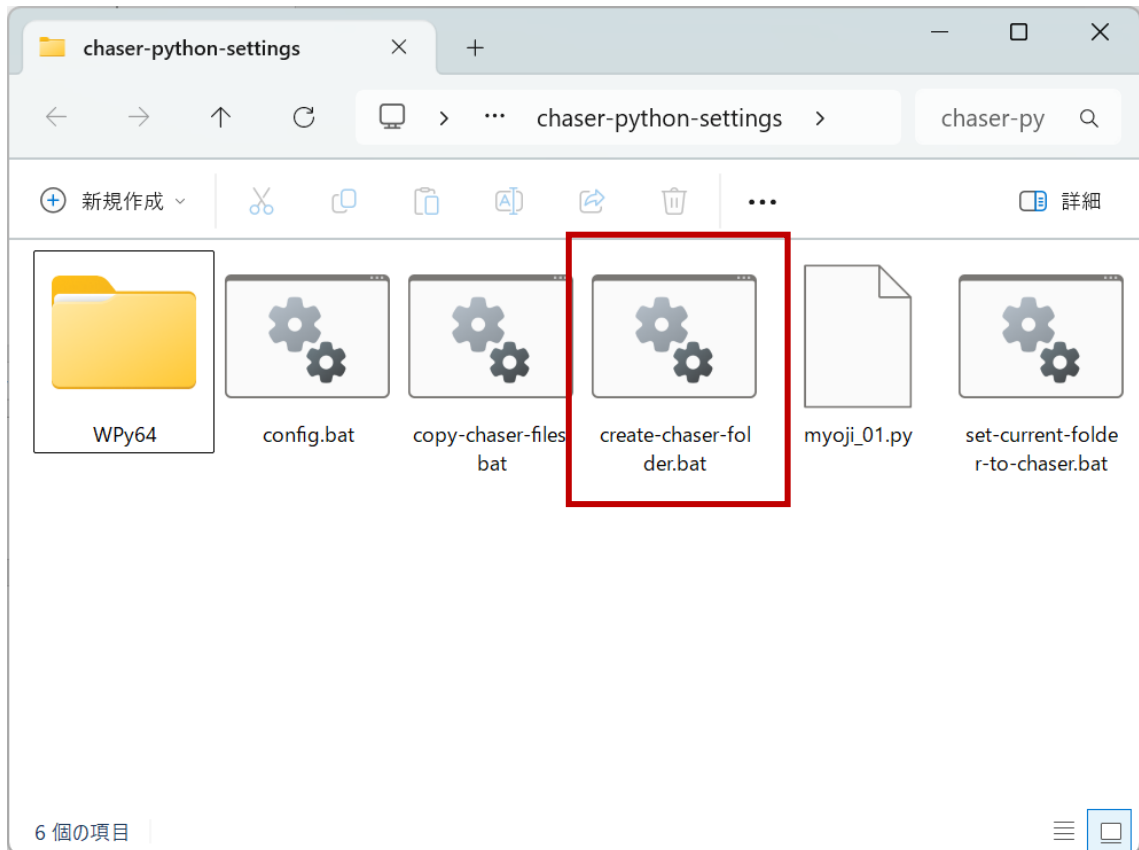 chaser-python-settings
chaser-python-settings
chaser-py
新規作成
詳細
WPy64
config.bat
copy-chaser-files
bat
create-chaser-fol
der.bat
myoji_01.py
set-current-folde
r-to-chaser.bat
6 個の項目